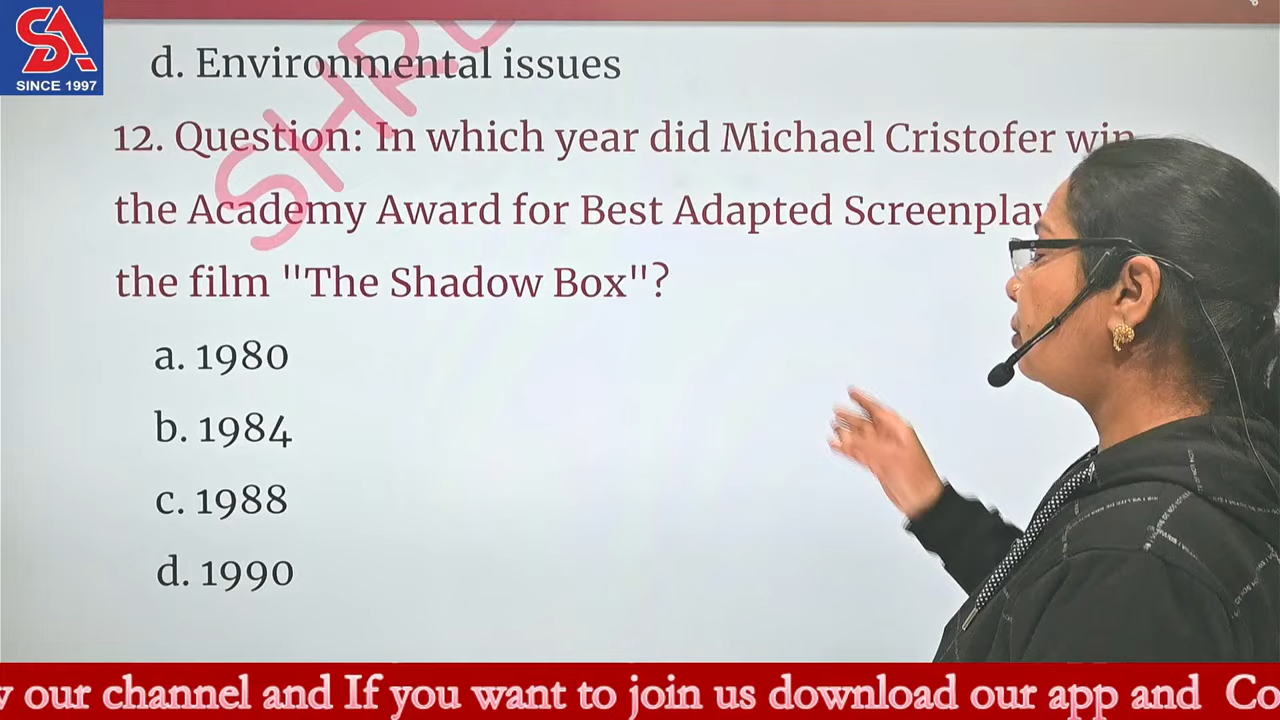 SA
SINCE 1997
d. Environmental issues
12. Question: In which year did Michael Cristofer win
the Academy Award for Best Adapted Screenplay
the film "The Shadow Box"?
a. 1980
b. 1984
c. 1988
d. 1990
our channel and If you want to join us download our app and Co